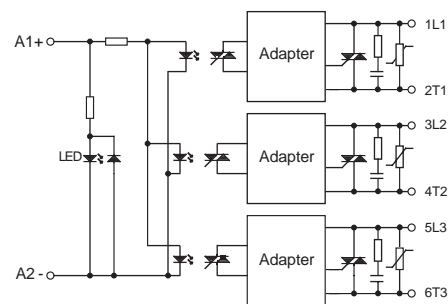 1L1
A1+
Adapter
2T1
3L2
LED
Adapter
4T2
5L3
A2 -
Adapter
6T3